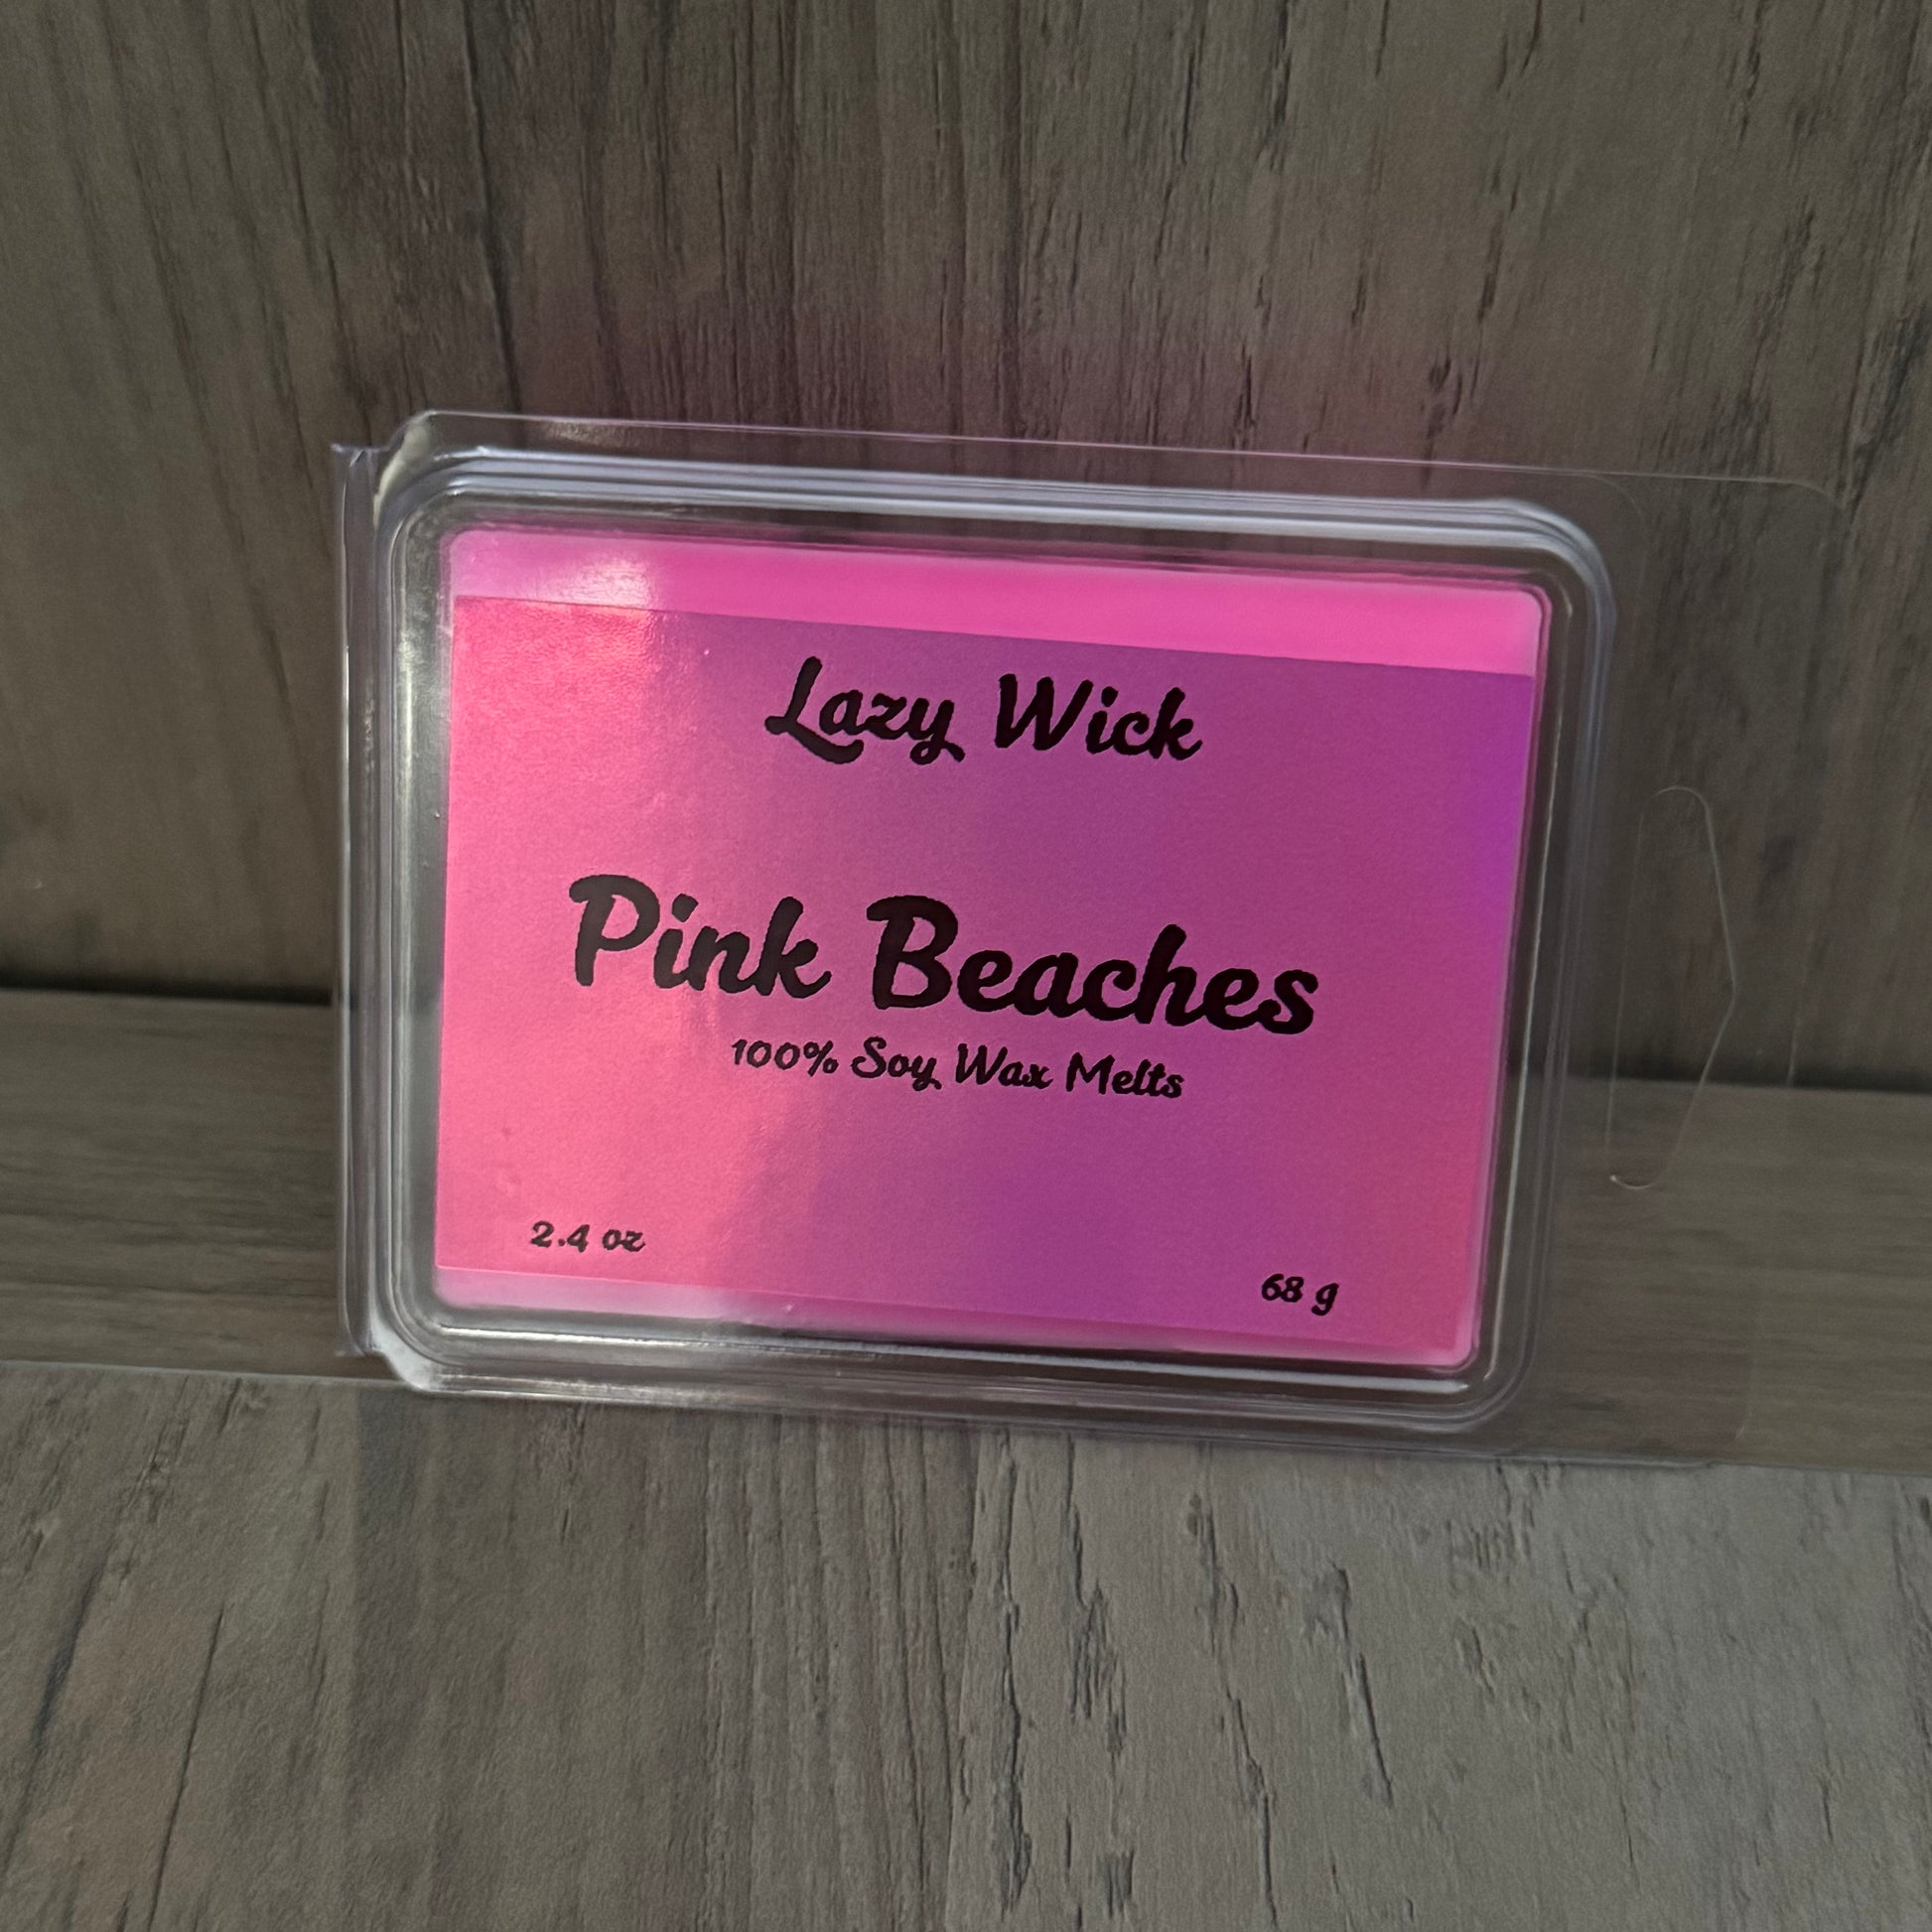 Lazy Wick
Pink Beaches
100% Soy Wax Melts
2.4 oz
68 g